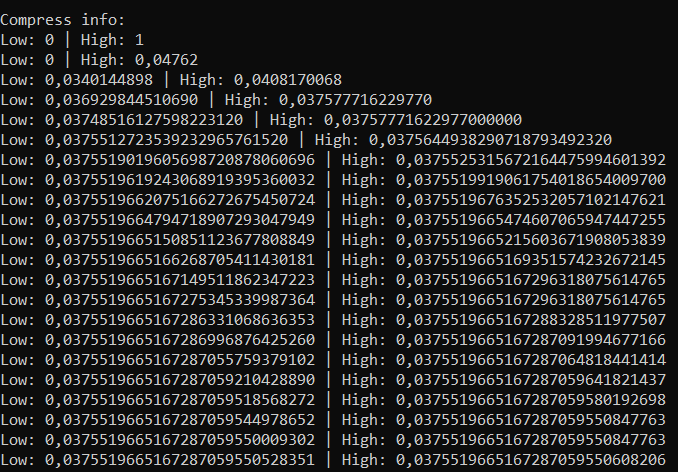 Compress info:
Low: 0 | High: 1
Low: 0 | High: 0,04762
Low: 0,0340144898 | High: 0,0408170068
Low: 0,036929844510690 | High: 0,037577716229770
Low: 0,03748516127598223120 | High: 0,03757771622977000000
Low: 0,0375512723539232965761520 | High: 0,0375644938290718793492320
Low: 0,0375519019605698720878060696 | High: 0,0375525315672164475994601392
Low: 0,0375519619243068919395360032 | High: 0,0375519919061754018654009700
Low: 0,0375519662075166272675450724 | High: 0,0375519676352532057102147621
Low: 0,0375519664794718907293047949 | High: 0,0375519665474607065947447255
Low: 0,0375519665150851123677808849 | High: 0,0375519665215603671908053839
Low: 0,0375519665166268705411430181 | High: 0,0375519665169351574232672145
Low: 0,0375519665167149511862347223 | High: 0,0375519665167296318075614765
Low: 0,0375519665167275345339987364 | High: 0,0375519665167296318075614765
Low: 0,0375519665167286331068636353 | High: 0,0375519665167288328511977507
Low: 0,0375519665167286996876425260 | High: 0,0375519665167287091994677166
Low: 0,0375519665167287055759379102 | High: 0,0375519665167287064818441414
Low: 0,0375519665167287059210428890 | High: 0,0375519665167287059641821437
Low: 0,0375519665167287059518568272 | High: 0,0375519665167287059580192698
Low: 0,0375519665167287059544978652 | High: 0,0375519665167287059550847763
Low: 0,0375519665167287059550009302 | High: 0,0375519665167287059550847763
Low: 0,0375519665167287059550528351 | High: 0,0375519665167287059550608206